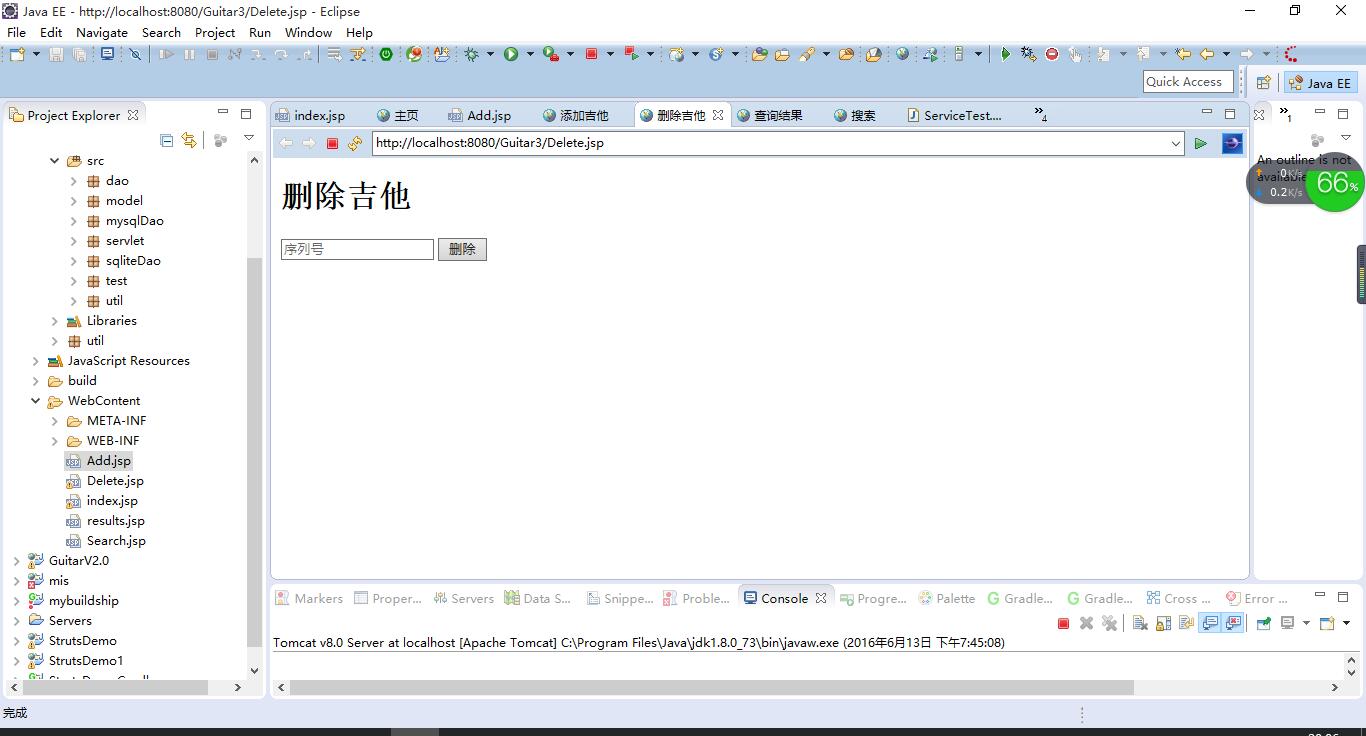 Java EE - http://localhost:8080/Guitar3/Delete.jsp - Eclipse
File Edit Navigate Search Project Run Window Help
Quick Access
Java EE
Project Explorer
index.jsp
主页
Add.jsp
添加吉他
删除吉他
查询结果
搜索
ServiceTest....
»4
»1
http://localhost:8080/Guitar3/Delete.jsp
src
dao
model
mysqlDao
servlet
sqliteDao
test
util
Libraries
util
JavaScript Resources
build
WebContent
META-INF
WEB-INF
Add.jsp
Delete.jsp
index.jsp
results.jsp
Search.jsp
GuitarV2.0
mis
mybuildship
Servers
StrutsDemo
StrutsDemo1
删除吉他
序列号
删除
An outline is not
available
0K/s
0.2K/s
66%
Markers
Proper...
Servers
Data S...
Snippe...
Proble...
Console
Progre...
Palette
Gradle...
Gradle...
Cross ...
Error ...
Tomcat v8.0 Server at localhost [Apache Tomcat] C:\Program Files\Java\jdk1.8.0_73\bin\javaw.exe (2016年6月13日 下午7:45:08)
完成